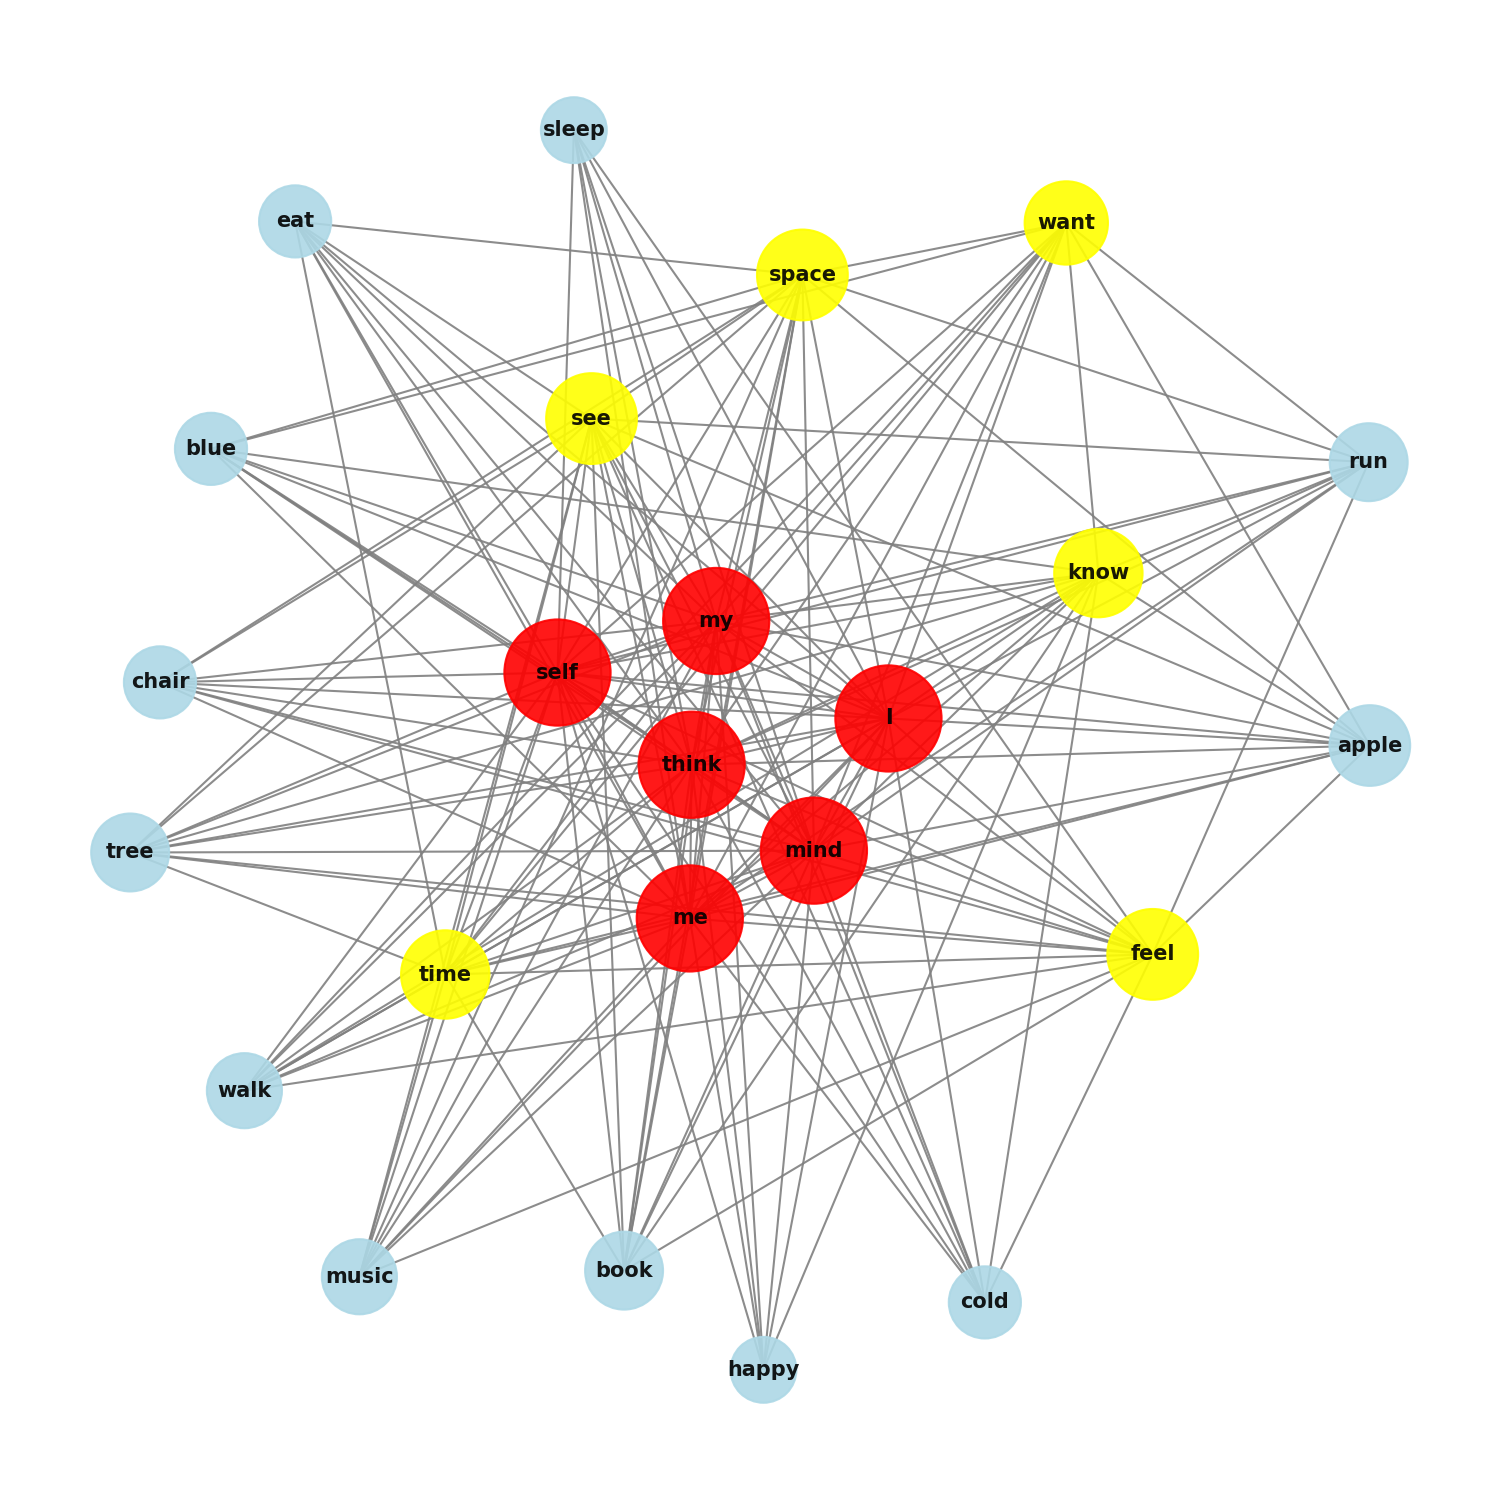 sleep
eat
want
space
see
blue
run
know
my
self
chair
I
apple
think
tree
mind
me
feel
time
walk
book
music
cold
happy